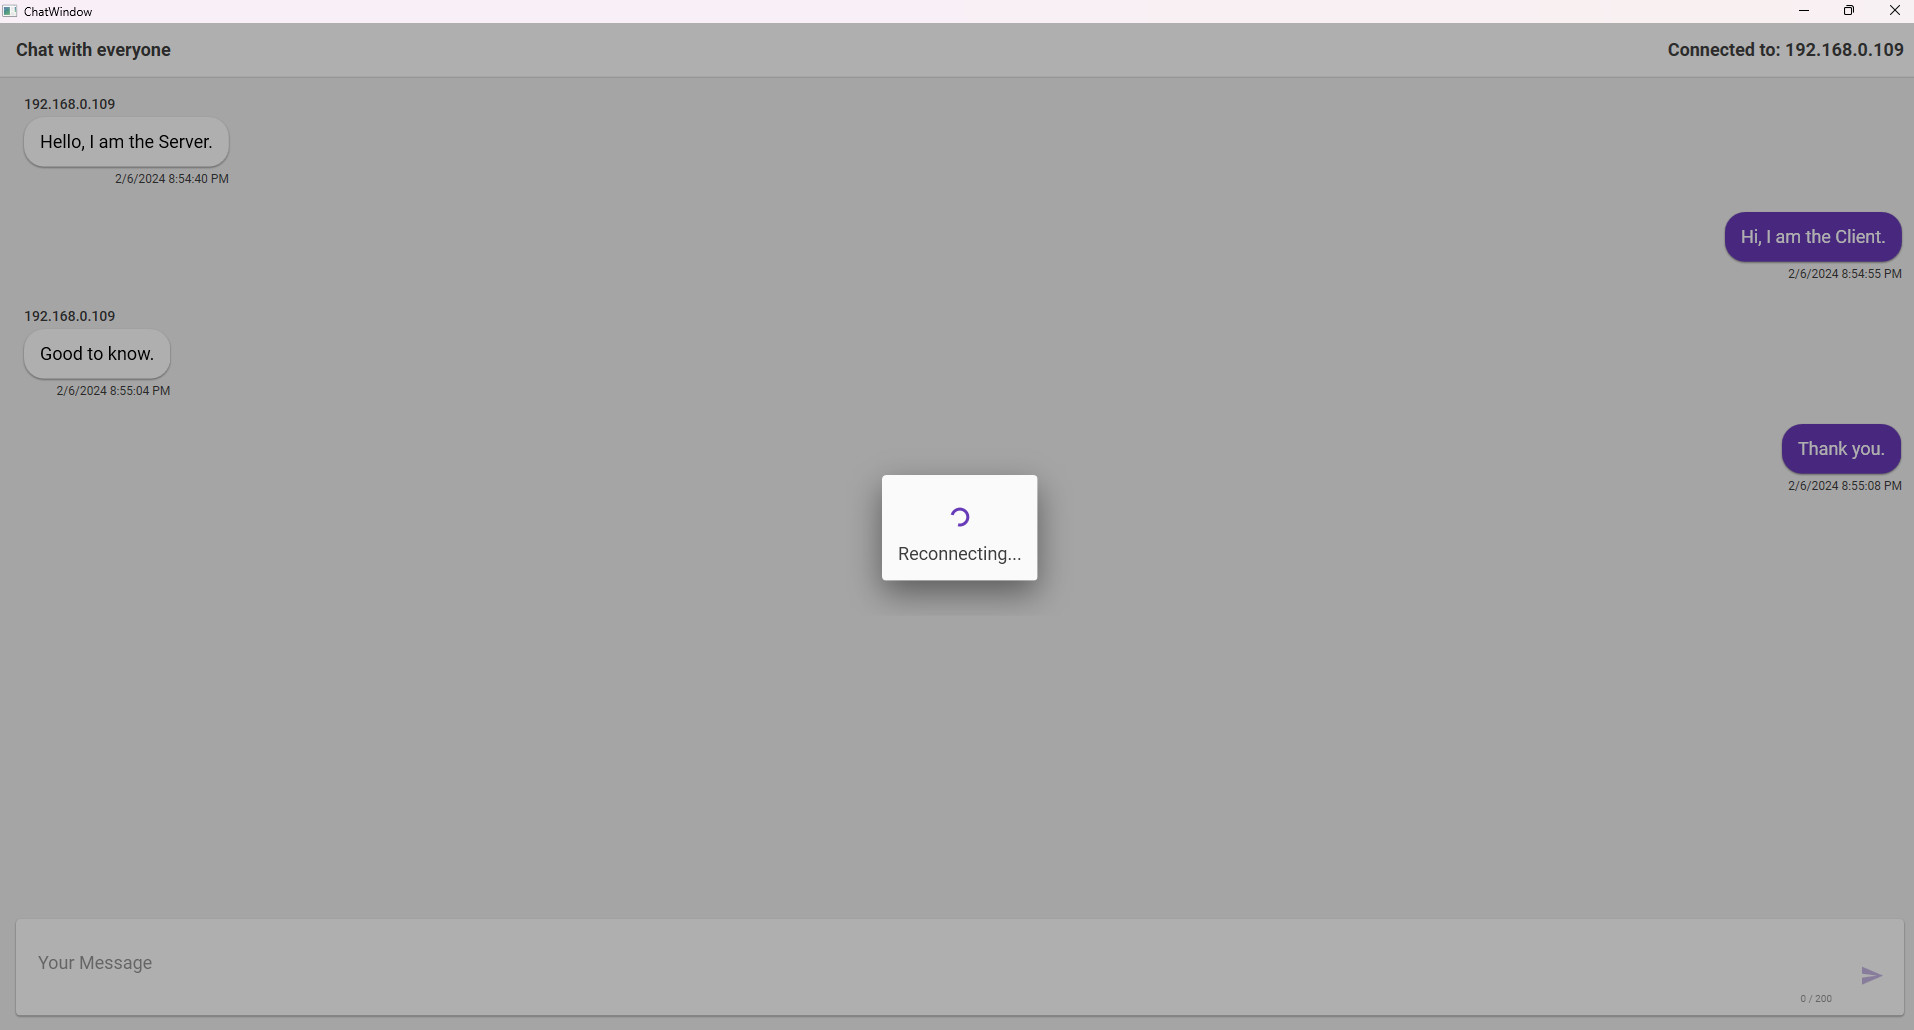 ChatWindow
Chat with everyone
Connected to: 192.168.0.109
192.168.0.109
Hello, I am the Server.
2/6/2024 8:54:40 PM
Hi, I am the Client.
2/6/2024 8:54:55 PM
192.168.0.109
Good to know.
2/6/2024 8:55:04 PM
Thank you.
2/6/2024 8:55:08 PM
Reconnecting...
Your Message
0 / 200